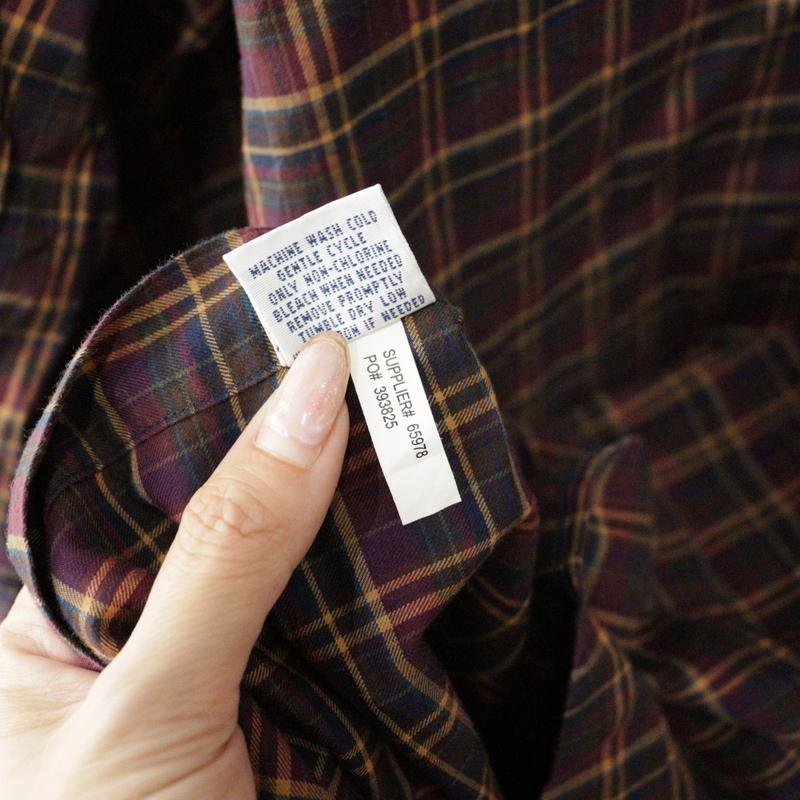 MACHINE WASH COLD
GENTLE CYCLE
ONLY NON-CHLORINE
BLEACH WHEN NEEDED
REMOVE PROMPTLY
TUMBLE DRY LOW
IF NEEDED
SUPPLIER# 65978
PO# 393825